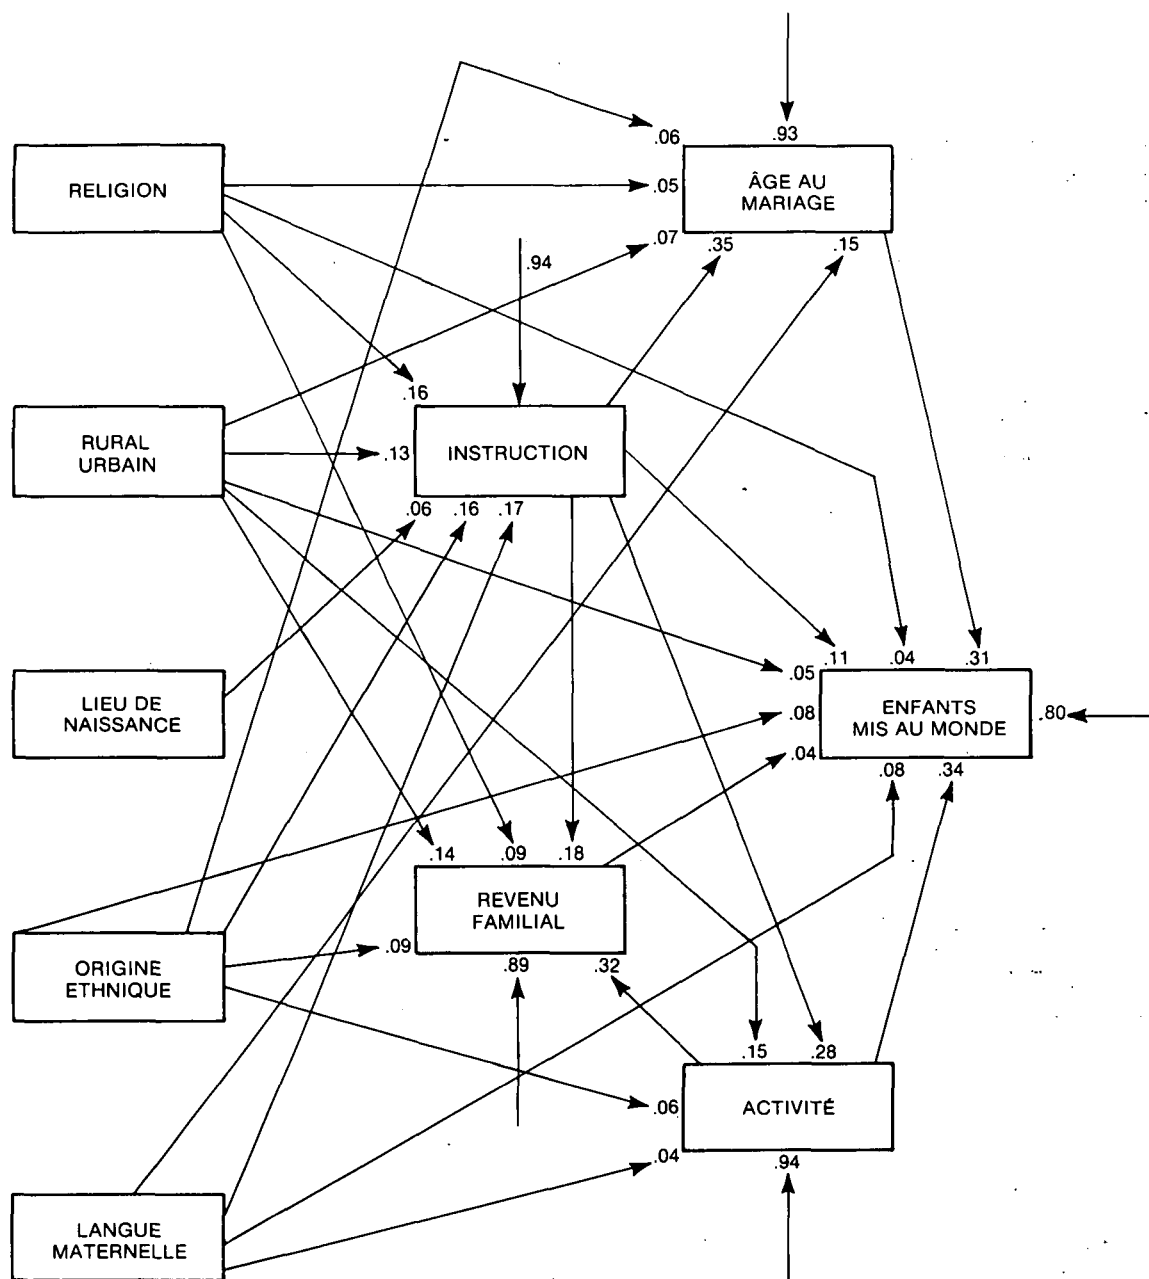 .06
.93
RELIGION
.05
ÂGE AU
MARIAGE
.07
.35
.15
.94
.16
RURAL
URBAIN
.13
INSTRUCTION
.06
.16
.17
.11
.04
.31
.05
LIEU DE
NAISSANCE
.08
ENFANTS
MIS AU MONDE
.80
.04
.08
.34
.14
.09
.18
REVENU
FAMILIAL
.09
ORIGINE
ETHNIQUE
.89
.32
.15
.28
.06
ACTIVITÉ
.04
.94
LANGUE
MATERNELLE